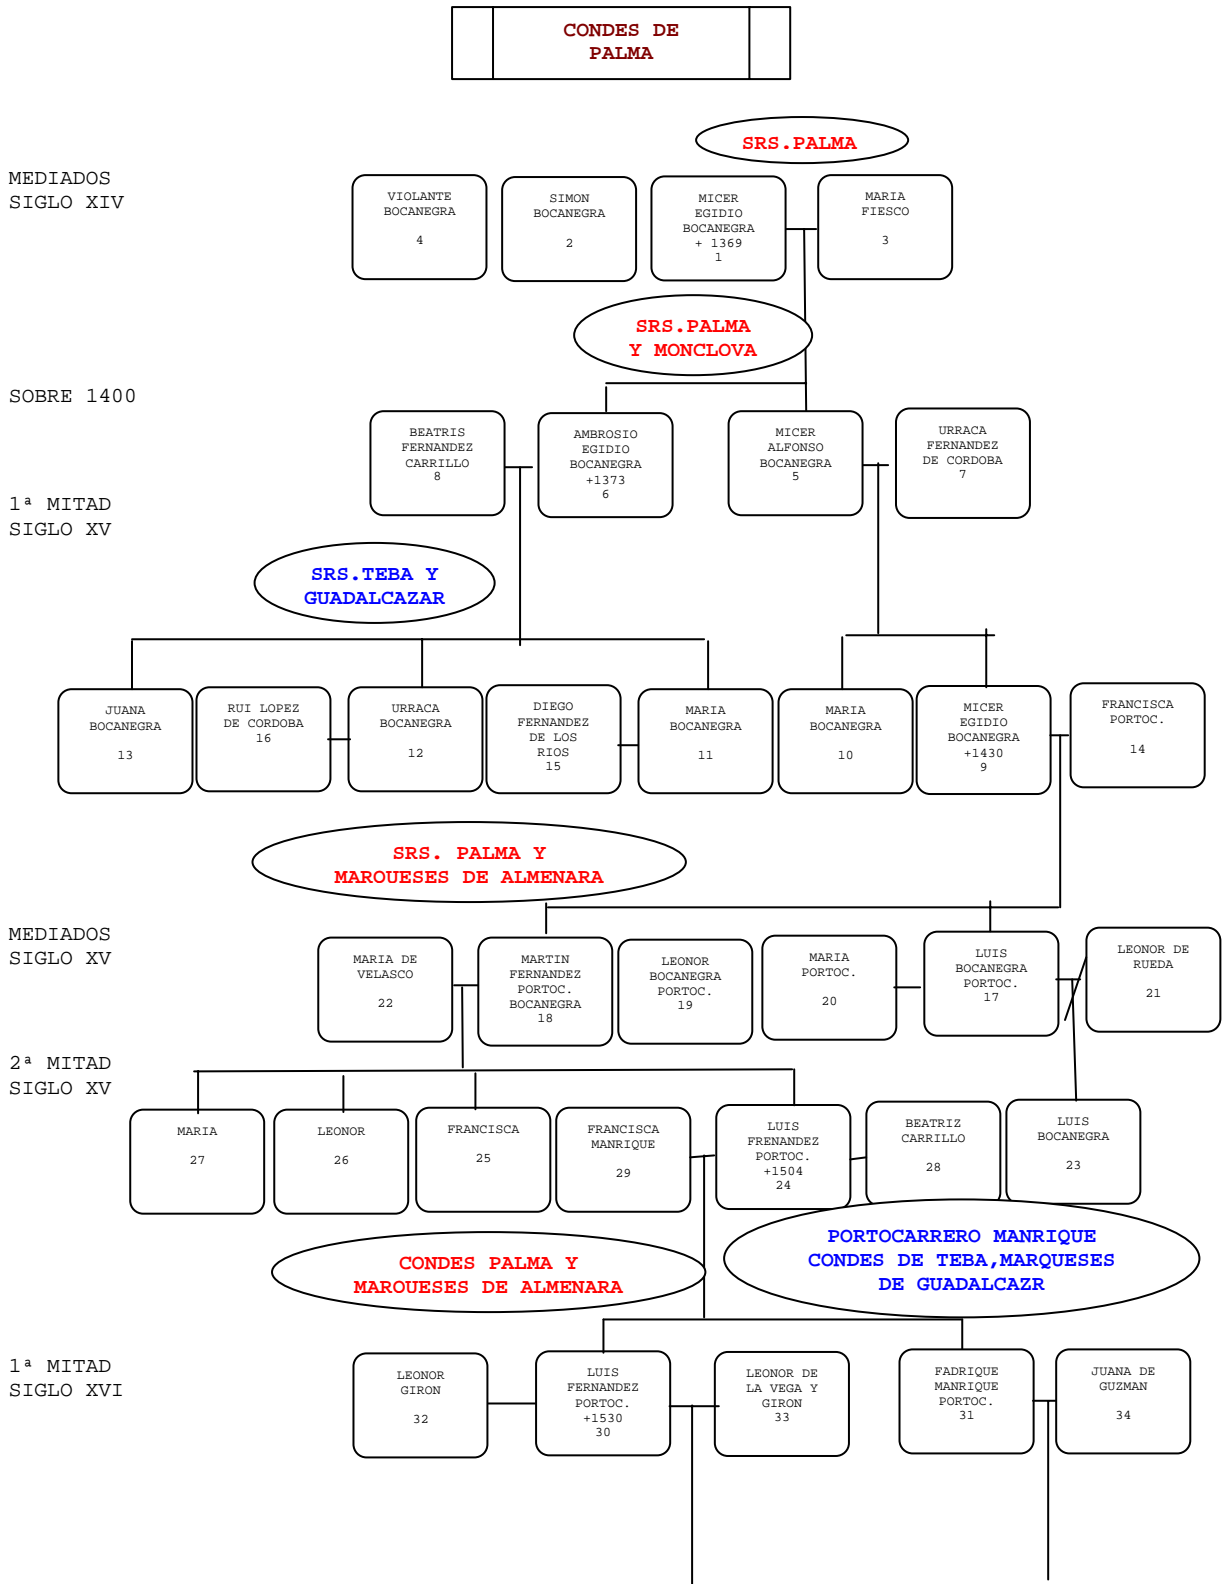 CONDES DE
PALMA
SRS.PALMA
MEDIADOS
SIGLO XIV
VIOLANTE
BOCANEGRA
4
SIMON
BOCANEGRA
2
MICER
EGIDIO
BOCANEGRA
+ 1369
1
MARIA
FIESCO
3
SRS.PALMA
Y MONCLOVA
SOBRE 1400
BEATRIS
FERNANDEZ
CARRILLO
8
AMBROSIO
EGIDIO
BOCANEGRA
+1373
6
MICER
ALFONSO
BOCANEGRA
5
URRACA
FERNANDEZ
DE CORDOBA
7
1ª MITAD
SIGLO XV
SRS.TEBA Y
GUADALCAZAR
JUANA
BOCANEGRA
13
RUI LOPEZ
DE CORDOBA
16
URRACA
BOCANEGRA
12
DIEGO
FERNANDEZ
DE LOS
RIOS
15
MARIA
BOCANEGRA
11
MARIA
BOCANEGRA
10
MICER
EGIDIO
BOCANEGRA
+1430
9
FRANCISCA
PORTOC.
14
SRS. PALMA Y
MAROUESES DE ALMENARA
MEDIADOS
SIGLO XV
MARIA DE
VELASCO
22
MARTIN
FERNANDEZ
PORTOC.
BOCANEGRA
18
LEONOR
BOCANEGRA
PORTOC.
19
MARIA
PORTOC.
20
LUIS
BOCANEGRA
PORTOC.
17
LEONOR DE
RUEDA
21
2ª MITAD
SIGLO XV
MARIA
27
LEONOR
26
FRANCISCA
25
FRANCISCA
MANRIQUE
29
LUIS
FRENANDEZ
PORTOC.
+1504
24
BEATRIZ
CARRILLO
28
LUIS
BOCANEGRA
23
CONDES PALMA Y
MAROUESES DE ALMENARA
PORTOCARRERO MANRIQUE
CONDES DE TEBA,MARQUESES
DE GUADALCAZR
1ª MITAD
SIGLO XVI
LEONOR
GIRON
32
LUIS
FERNANDEZ
PORTOC.
+1530
30
LEONOR DE
LA VEGA Y
GIRON
33
FADRIQUE
MANRIQUE
PORTOC.
31
JUANA DE
GUZMAN
34